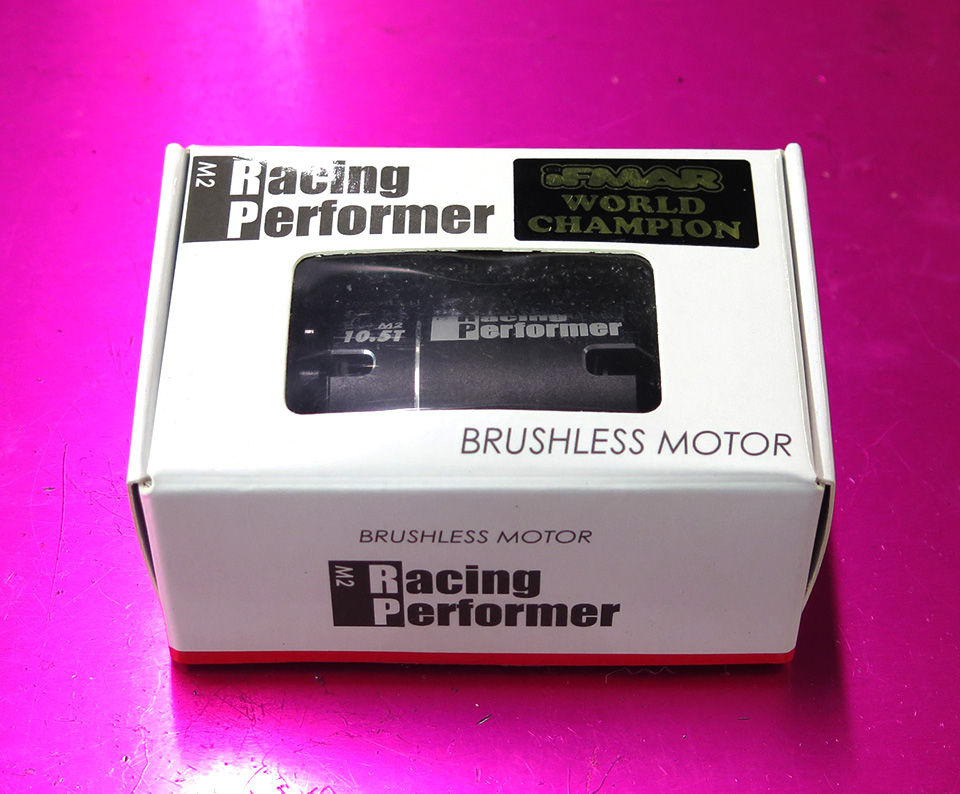 M2
Racing
Performer
iFMAR
WORLD
CHAMPION
M2
10.5T
Racing
Performer
BRUSHLESS MOTOR
BRUSHLESS MOTOR
M2
Racing
Performer